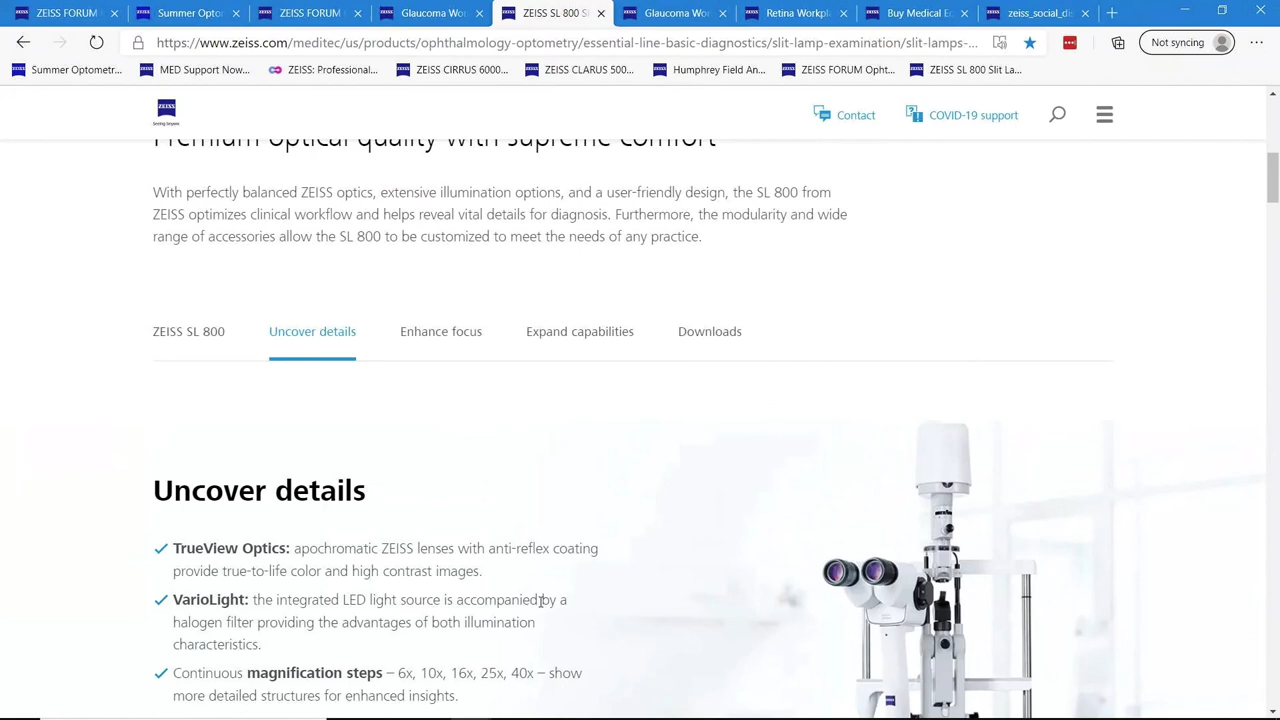 ZEISS FORUM
Summer Opto
ZEISS FORUM
Glaucoma Wo
ZEISS SL 800 S
Glaucoma Wo
Retina Workpl
Buy Medical E
zeiss_social_di
https://www.zeiss.com/meditec/us/products/ophthalmology-optometry/essential-line-basic-diagnostics/slit-lamp-examination/slit-lamps-...
Not syncing
Summer Optometr...
MED Support Now...
ZEISS: Professional...
ZEISS CIRRUS 6000...
ZEISS CLARUS 500...
Humphrey Field An...
ZEISS FORUM Opht...
ZEISS SL 800 Slit La...
ZEISS
Seeing beyond
Contact
COVID-19 support
Premium optical quality with supreme comfort
With perfectly balanced ZEISS optics, extensive illumination options, and a user-friendly design, the SL 800 from
ZEISS optimizes clinical workflow and helps reveal vital details for diagnosis. Furthermore, the modularity and wide
range of accessories allow the SL 800 to be customized to meet the needs of any practice.
ZEISS SL 800
Uncover details
Enhance focus
Expand capabilities
Downloads
Uncover details
TrueView Optics: apochromatic ZEISS lenses with anti-reflex coating
provide true-to-life color and high contrast images.
VarioLight: the integrated LED light source is accompanied by a
halogen filter providing the advantages of both illumination
characteristics.
Continuous magnification steps – 6x, 10x, 16x, 25x, 40x – show
more detailed structures for enhanced insights.